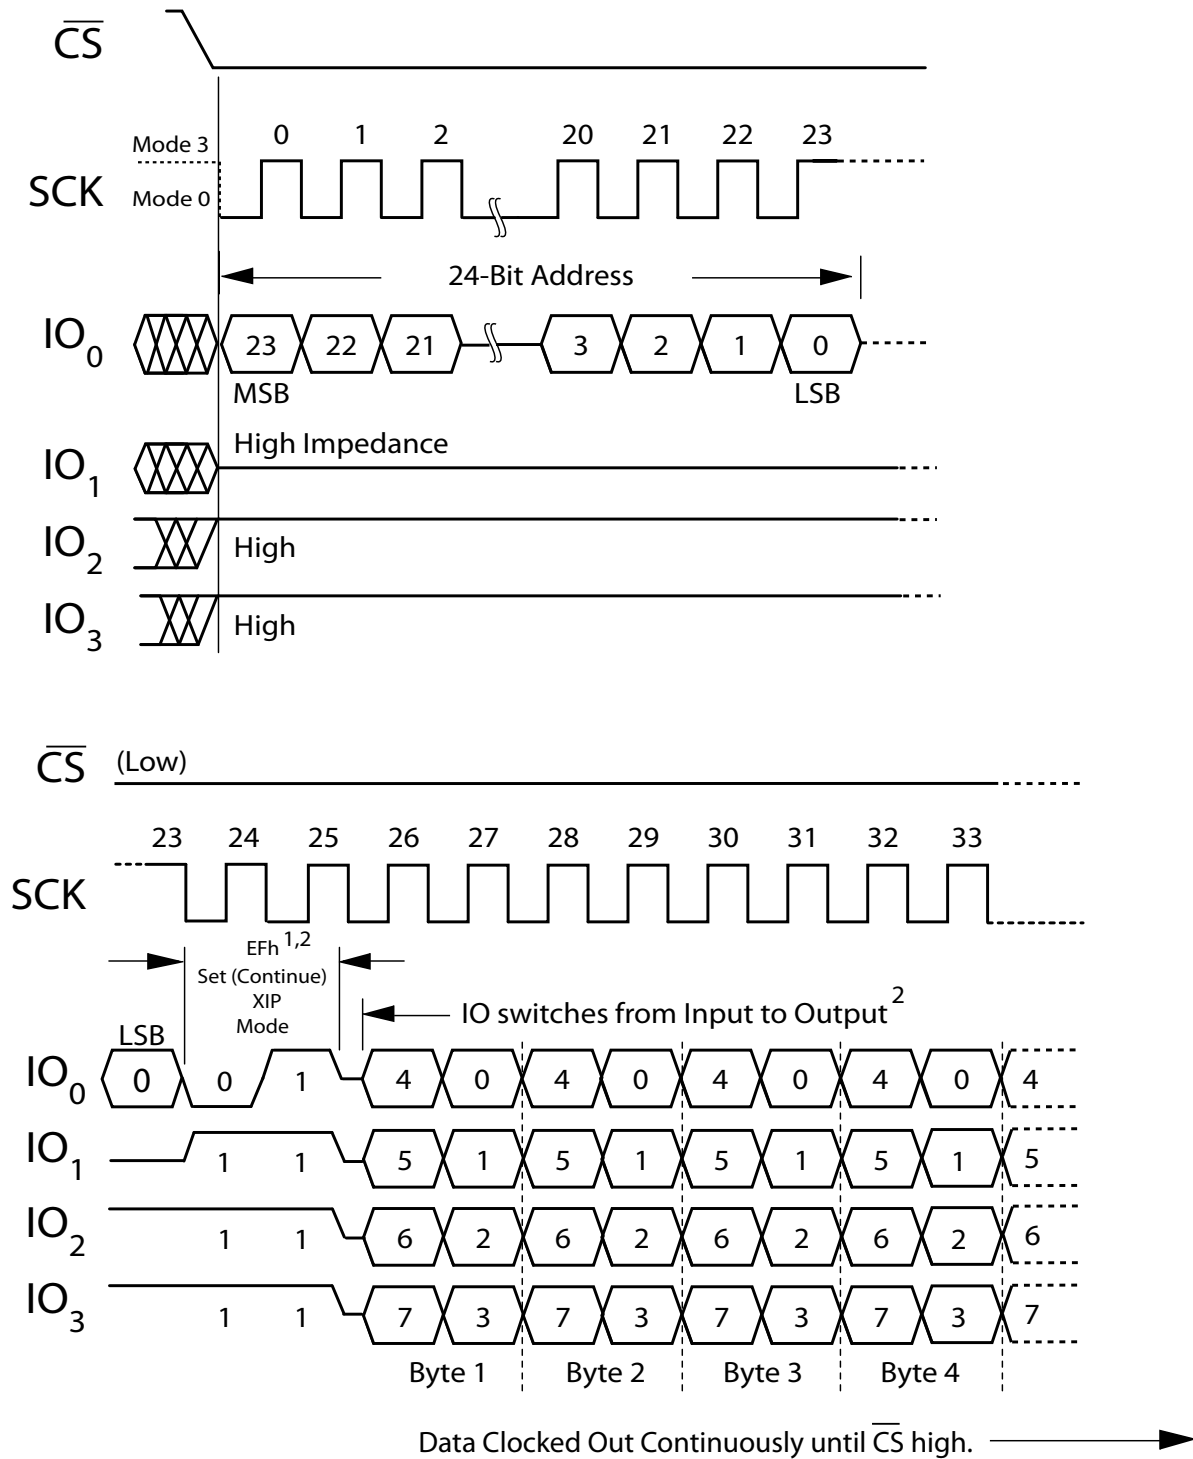 CS
Mode 3
0 1 2 20 21 22 23
SCK
Mode 0
24-Bit Address
IO0 23 22 21 3 2 1 0
MSB LSB
IO1 High Impedance
IO2 High
IO3 High
CS (Low)
23 24 25 26 27 28 29 30 31 32 33
SCK
EFh 1,2
Set (Continue)
XIP
Mode
IO switches from Input to Output 2
LSB
IO0 0 0 1 4 0 4 0 4 0 4 0 4
IO1 1 1 5 1 5 1 5 1 5 1 5
IO2 1 1 6 2 6 2 6 2 6 2 6
IO3 1 1 7 3 7 3 7 3 7 3 7
Byte 1 Byte 2 Byte 3 Byte 4
Data Clocked Out Continuously until CS high.